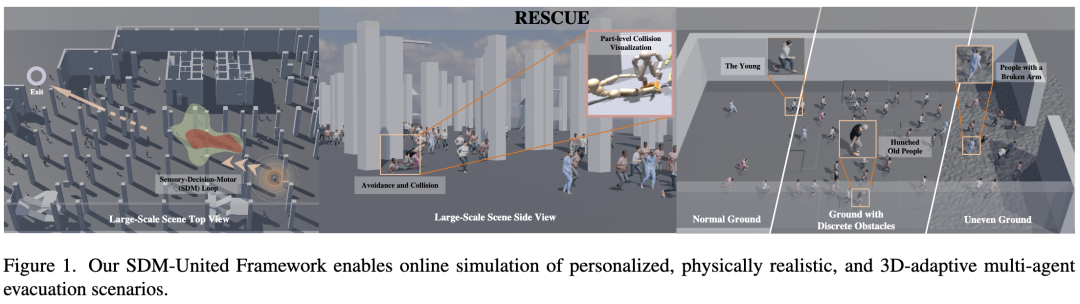 RESCUE
Exit
Sensory-Decision-Motor
(SDM) Loop
Large-Scale Scene Top View
Part-level Collision
Visualization
Avoidance and Collision
Large-Scale Scene Side View
The Young
People with a
Broken Arm
Hunched
Old People
Normal Ground
Ground with
Discrete Obstacles
Uneven Ground
Figure 1. Our SDM-United Framework enables online simulation of personalized, physically realistic, and 3D-adaptive multi-agent
evacuation scenarios.